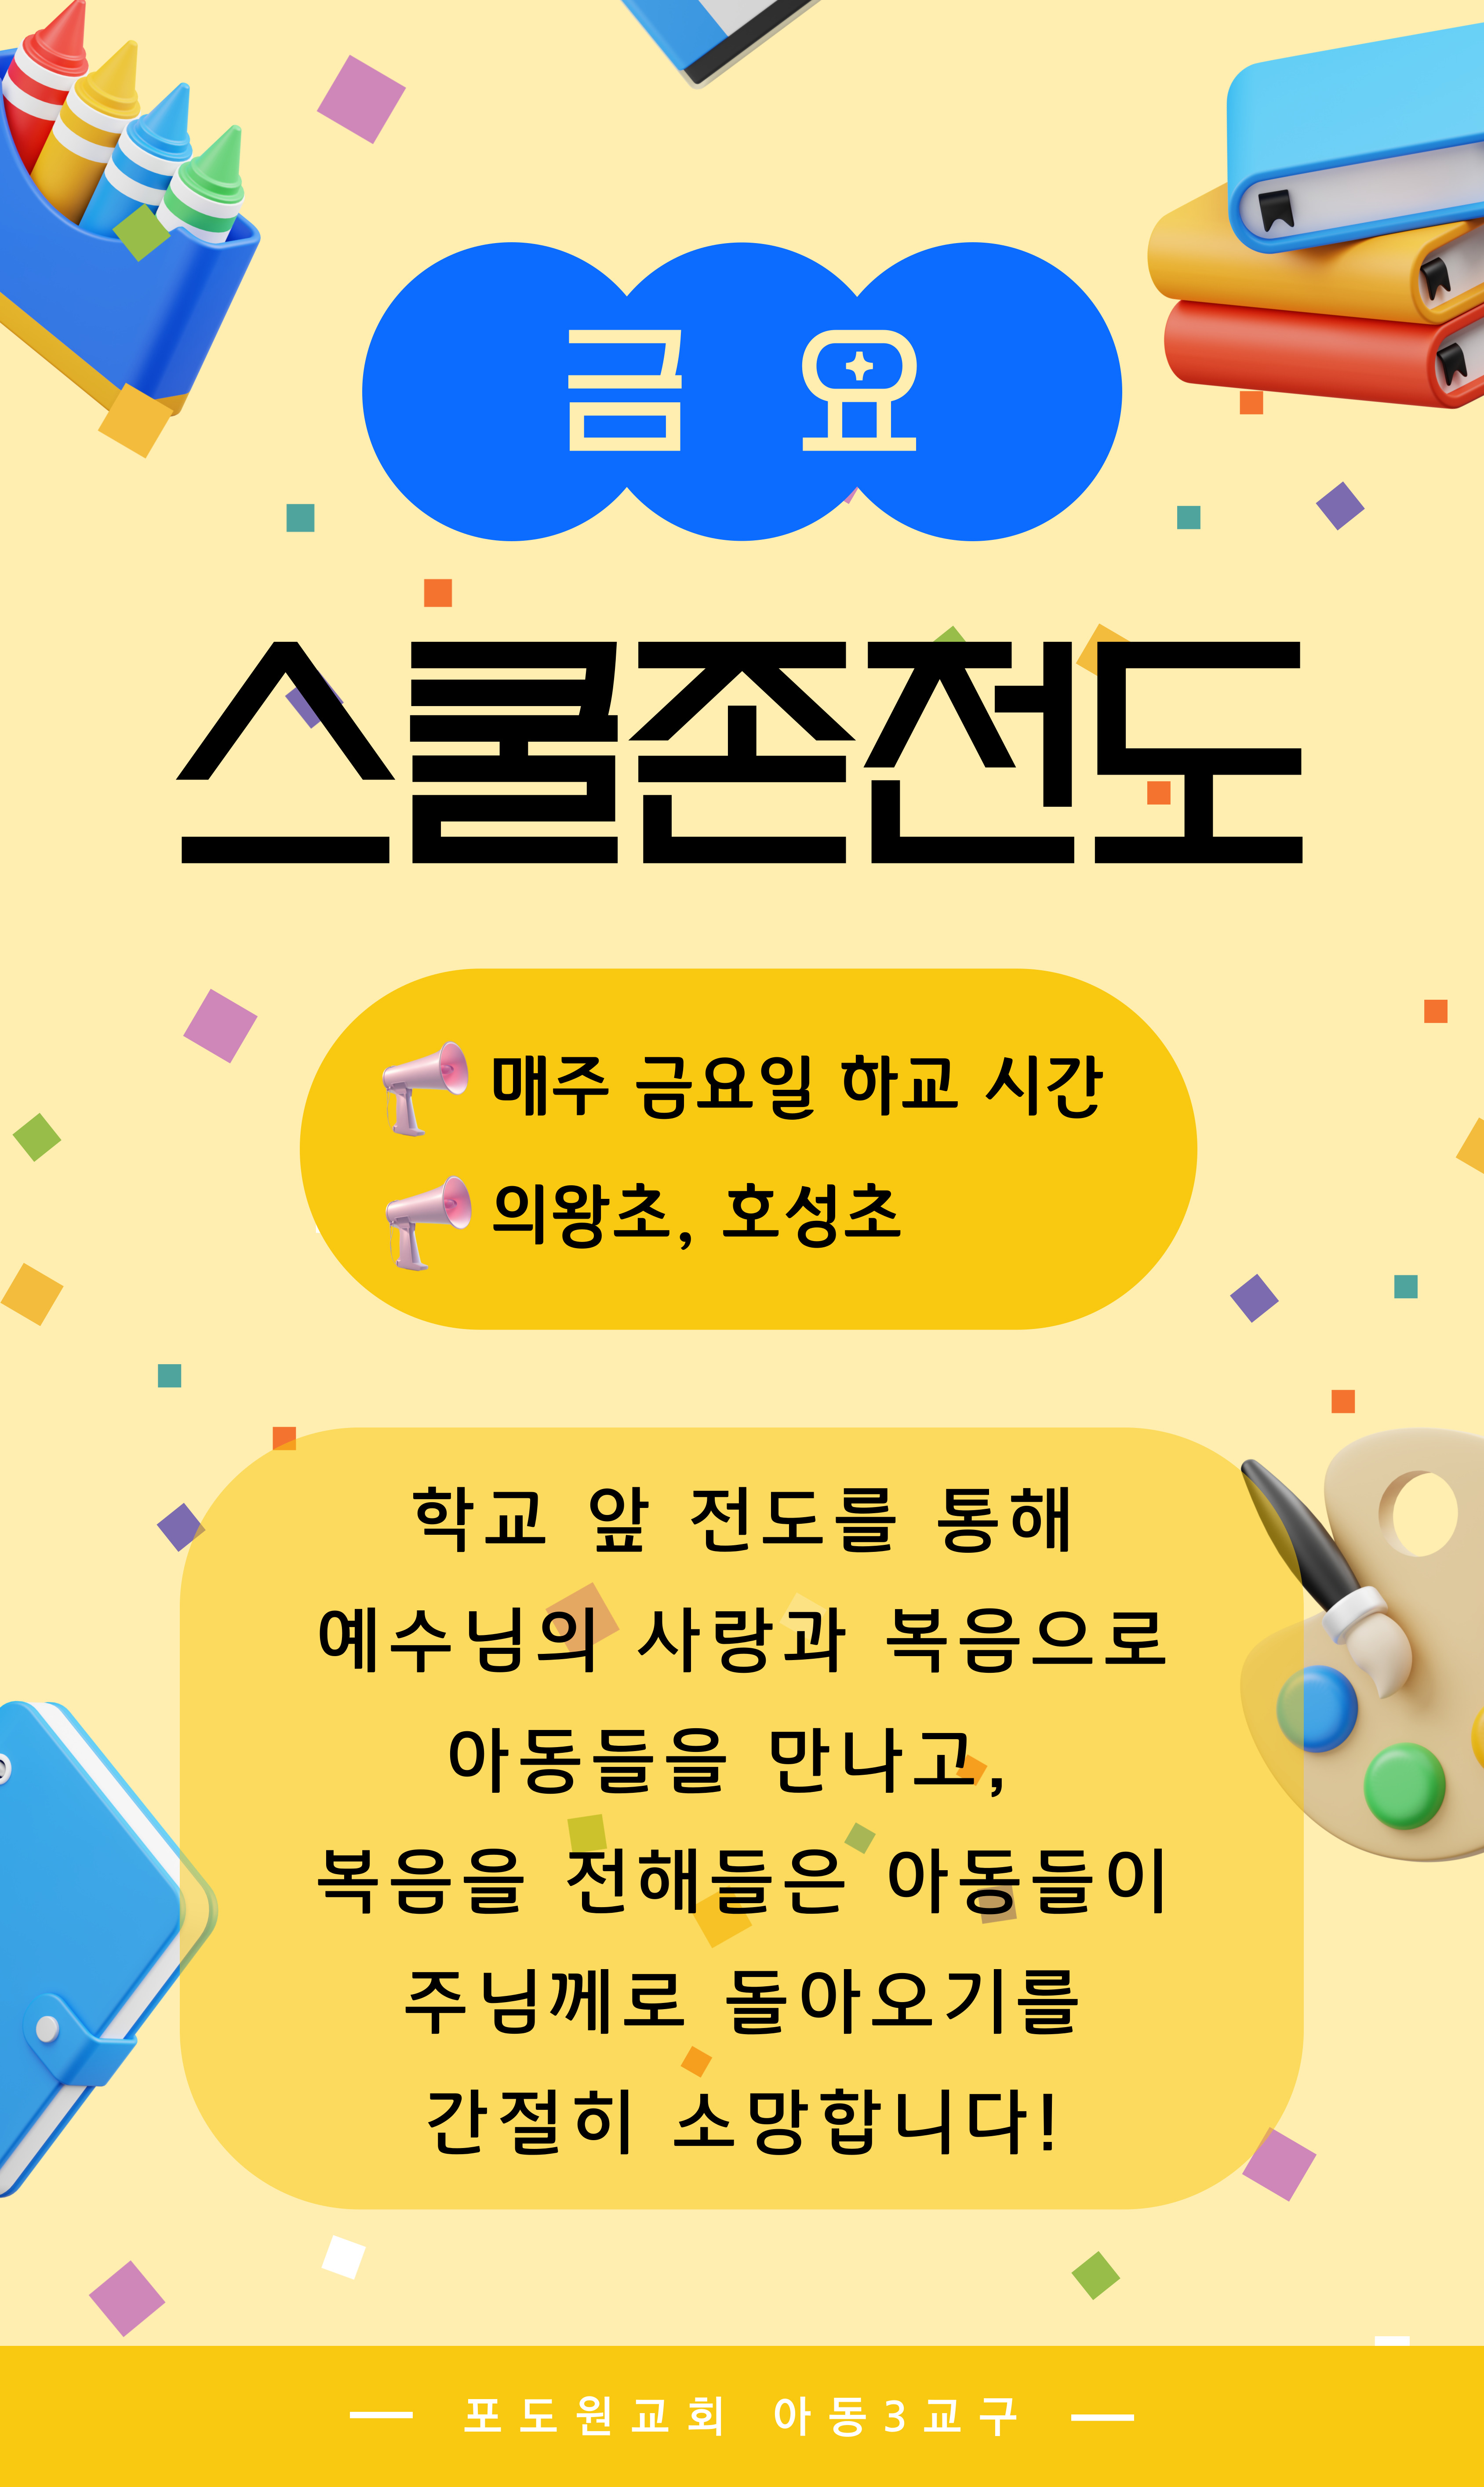 금 요
스쿨존전도
매주 금요일 하교 시간
의왕초, 호성초
학교 앞 전도를 통해
예수님의 사랑과 복음으로
아동들을 만나고,
복음을 전해들은 아동들이
주님께로 돌아오기를
간절히 소망합니다!
포도원교회 아동3교구